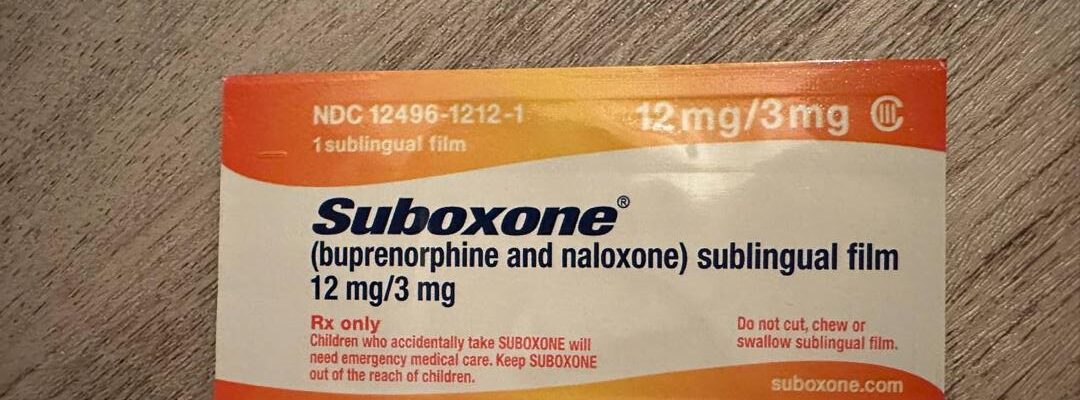 NDC 12496-1212-1
12 mg/3 mg CIII
1 sublingual film
Suboxone®
(buprenorphine and naloxone) sublingual film
12 mg/3 mg
Rx only
Children who accidentally take SUBOXONE will
need emergency medical care. Keep SUBOXONE
out of the reach of children.
Do not cut, chew or
swallow sublingual film.
suboxone.com